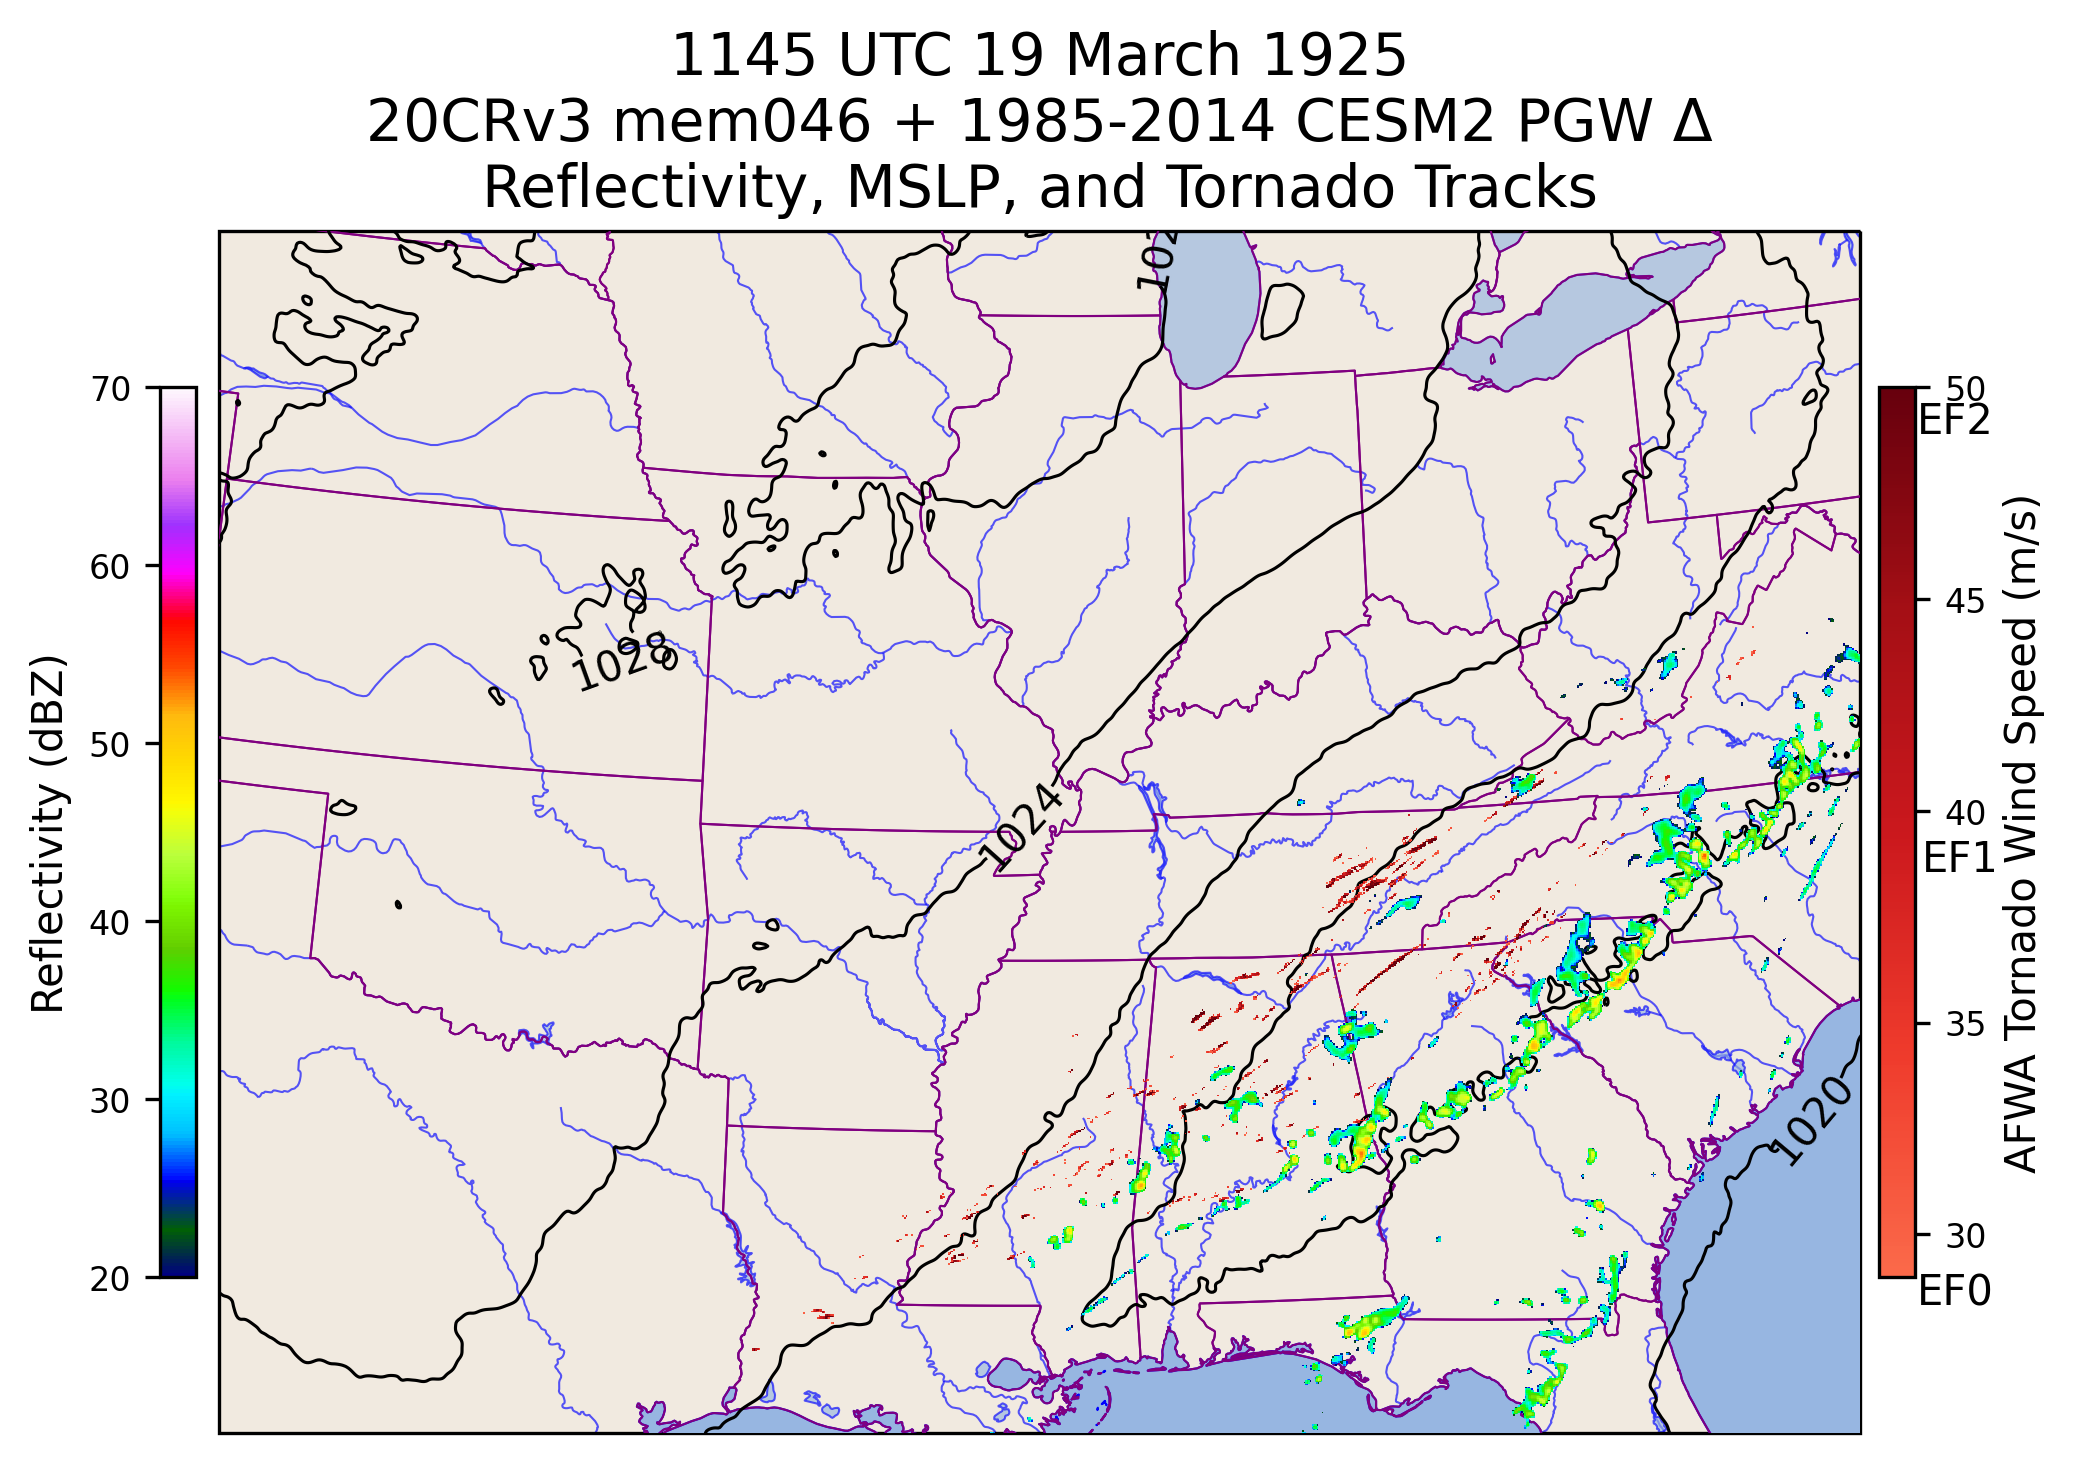 1145 UTC 19 March 1925
20CRv3 mem046 + 1985-2014 CESM2 PGW Δ
Reflectivity, MSLP, and Tornado Tracks
70
60
50
40
30
20
Reflectivity (dBZ)
1028
1024
1020
50
EF2
45
40
EF1
35
30
EF0
AFWA Tornado Wind Speed (m/s)